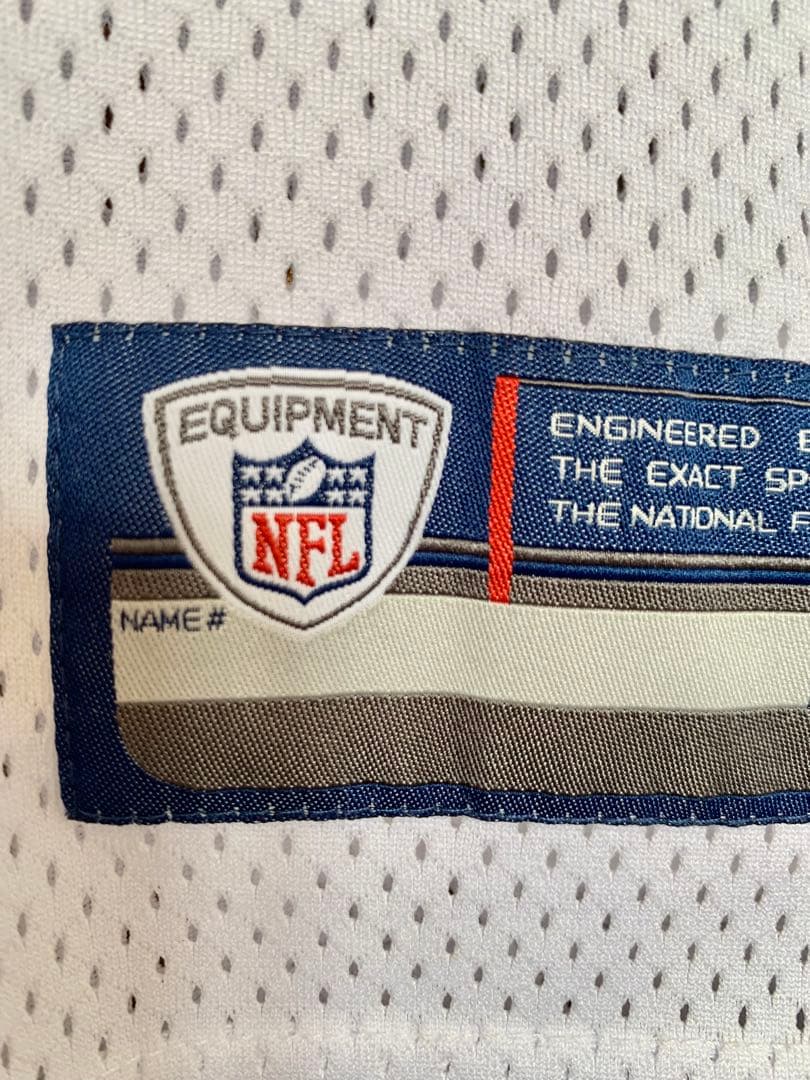 EQUIPMENT
NFL
ENGINEERED
THE EXACT
THE NATIONAL
NAME#